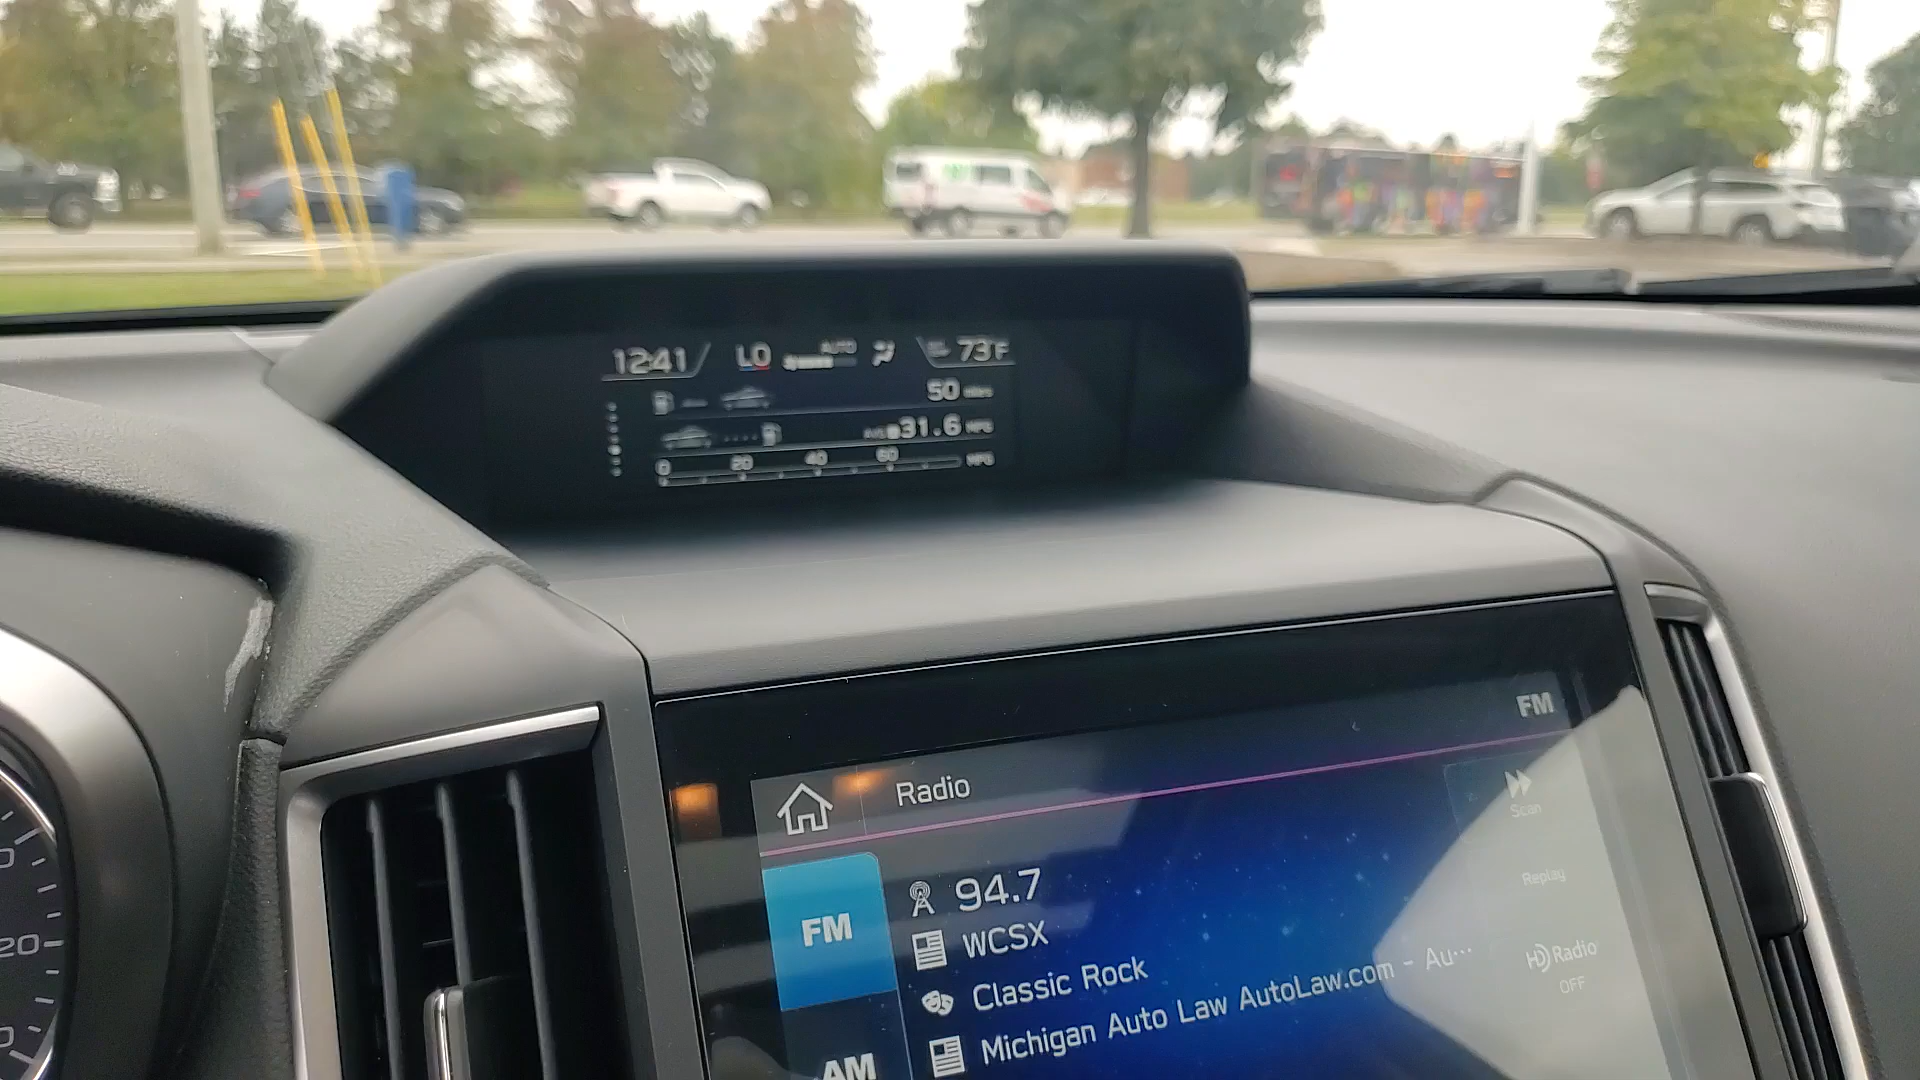 12:41 LO AUTO 73°F
50 miles
AVG 31.6 MPG
0 20 40 60 MPG
FM
Radio
Scan
94.7
Replay
FM
WCSX
Classic Rock
HD Radio
OFF
Michigan Auto Law AutoLaw.com - Au...
AM
20